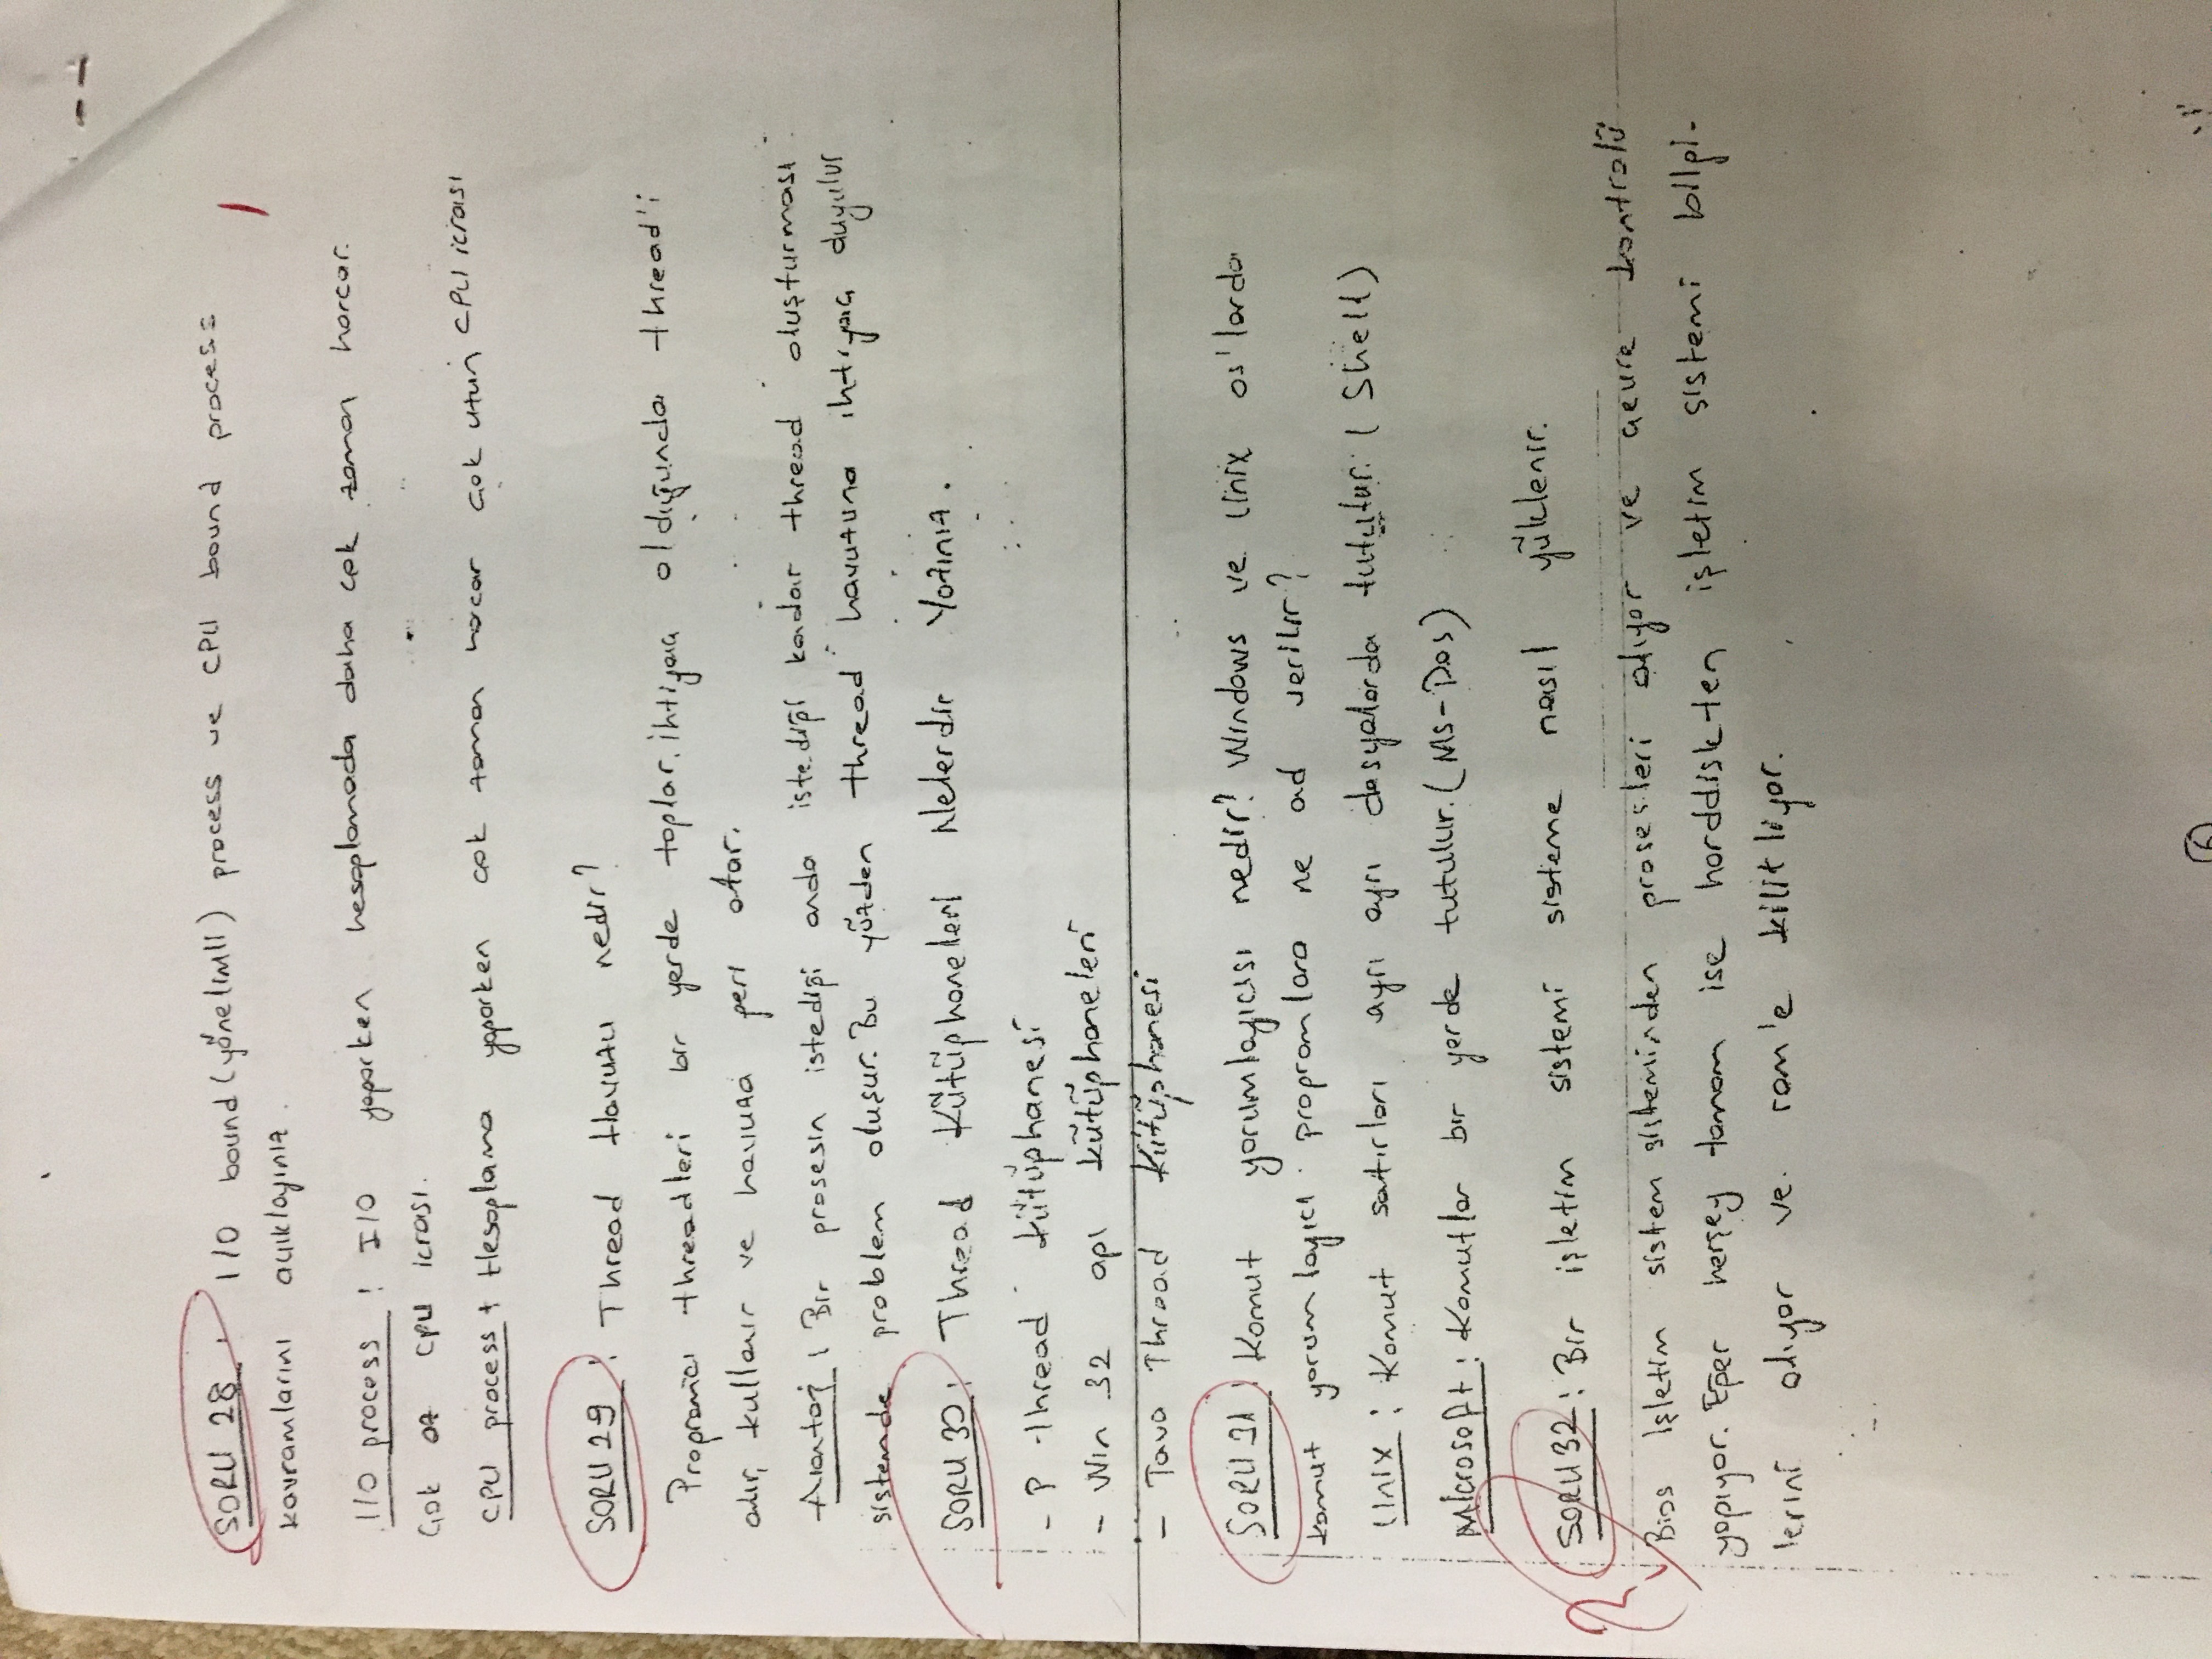 SORU 28 : I/O bound (yönelimli) process ve CPU bound process
kavramlarını açıklayınız.
I/O process : I/O yaparken hesaplamada daha çok zaman harcar.
Çok az CPU icrası.
CPU process : Hesaplama yaparken çok zaman harcar Çok uzun CPU icrası
SORU 29 : Thread Havuzu nedir?
Programcı threadleri bir yerde toplar. İhtiyacı olduğunda thread'i
alır, kullanır ve havuza geri atar.
Avantaj : Bir prosesin istediği anda istediği kadar thread oluşturması
sistemde problem oluşur. Bu yüzden thread havuzuna ihtiyaç duyulur
SORU 30 : Thread Kütüphaneleri Nelerdir Yazınız.
- P thread kütüphanesi
- Win 32 apı kütüphaneleri
- Java Thread Kütüphanesi
SORU 31 : Komut yorumlayıcısı nedir? Windows ve Unix os'larda
komut yorumlayıcı programlara ne ad verilir?
Unix : Komut satırları ayrı ayrı dosyalarda tutulur. (Shell)
Microsoft : Komutlar bir yerde tutulur. (Ms-Dos)
SORU 32 : Bir işletim sistemi sisteme nasıl yüklenir.
Bios İşletim sistem sisteminden prosesleri alıyor ve çevre kontrolü
yapıyor. Eğer herşey tamam ise harddiskten işletim sistemi bilgi-
lerini alıyor ve ram'e kilitliyor.
6